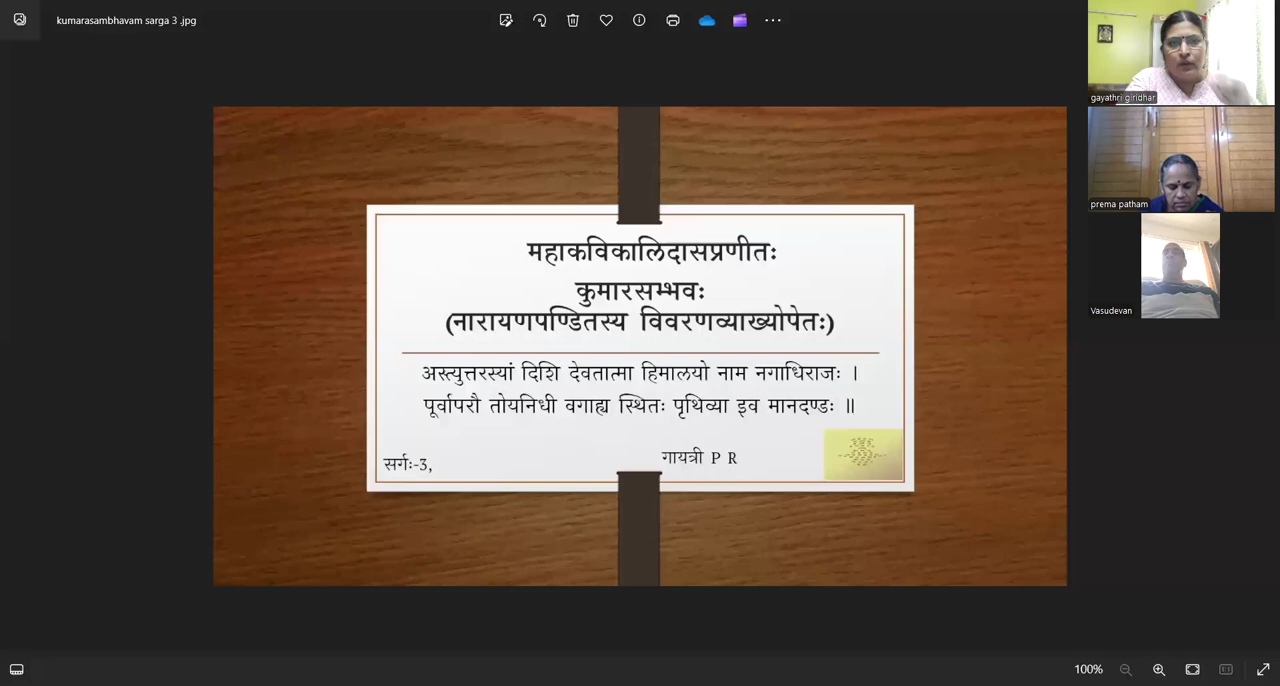 kumarasambhavam sarga 3 .jpg
gayathri giridhar
prema patham
Vasudevan
महाकविकालिदासप्रणीतः
कुमारसम्भवः
(नारायणपण्डितस्य विवरणव्याख्योपेतः)
अस्त्युत्तरस्यां दिशि देवतात्मा हिमालयो नाम नगाधिराजः ।
पूर्वापरौ तोयनिधी वगाह्य स्थितः पृथिव्या इव मानदण्डः ॥
सर्गः-3,
गायत्री P R
100%